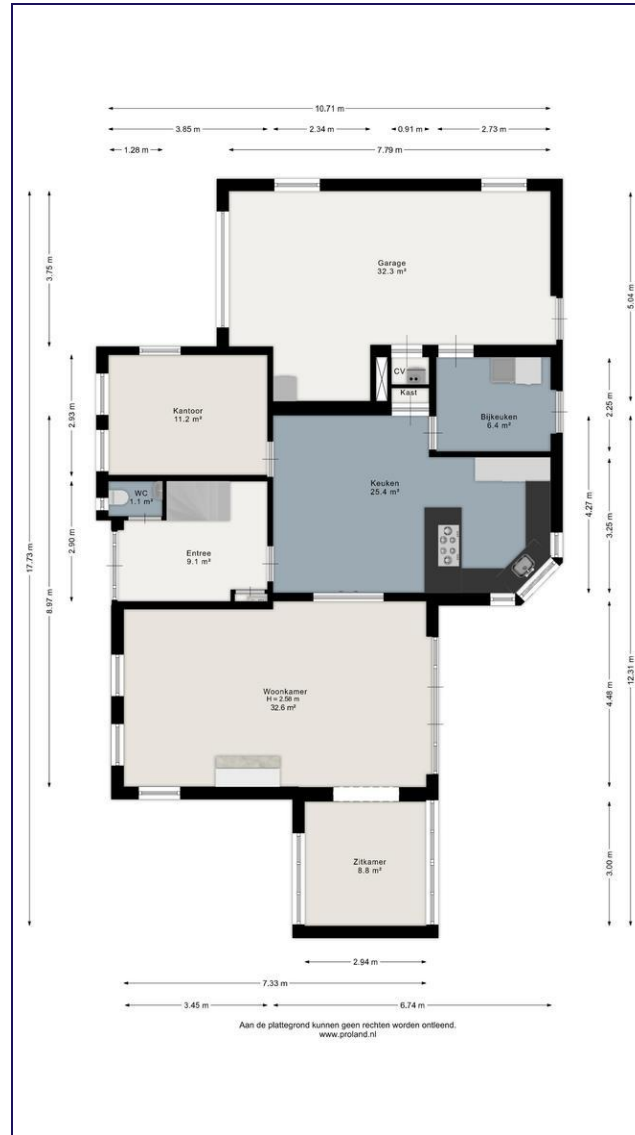 10.71 m
3.85 m
2.34 m
0.91 m
2.73 m
1.28 m
7.79 m
3.75 m
5.04 m
Garage
32.3 m²
CV
Kast
Kantoor
11.2 m²
2.93 m
Bijkeuken
6.4 m²
2.25 m
WC
1.1 m²
Keuken
25.4 m²
4.27 m
3.25 m
Entree
9.1 m²
2.90 m
17.73 m
8.97 m
12.31 m
Woonkamer
H = 2.58 m
32.6 m²
4.48 m
Zitkamer
8.8 m²
3.00 m
2.94 m
7.33 m
3.45 m
6.74 m
Aan de plattegrond kunnen geen rechten worden ontleend.
www.proland.nl